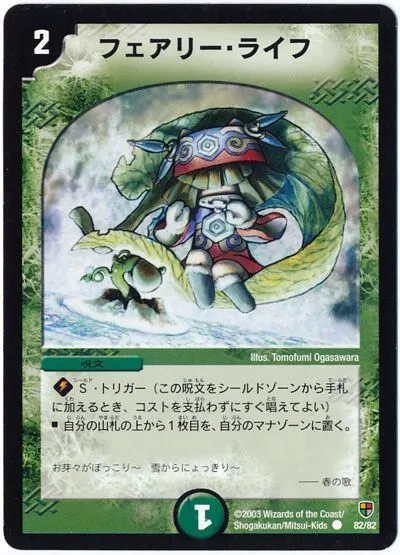 2
フェアリー・ライフ
Illus. Tomofumi Ogasawara
呪文
S・トリガー（この呪文をシールドゾーンから手札
に加えるとき、コストを支払わずにすぐ唱えてよい）
■ 自分の山札の上から1枚目を、自分のマナゾーンに置く。
お芽々がぽっこり〜 雪からにょっきり〜
―― 春の歌
1
©2003 Wizards of the Coast/
Shogakukan/Mitsui-Kids ● 82/82